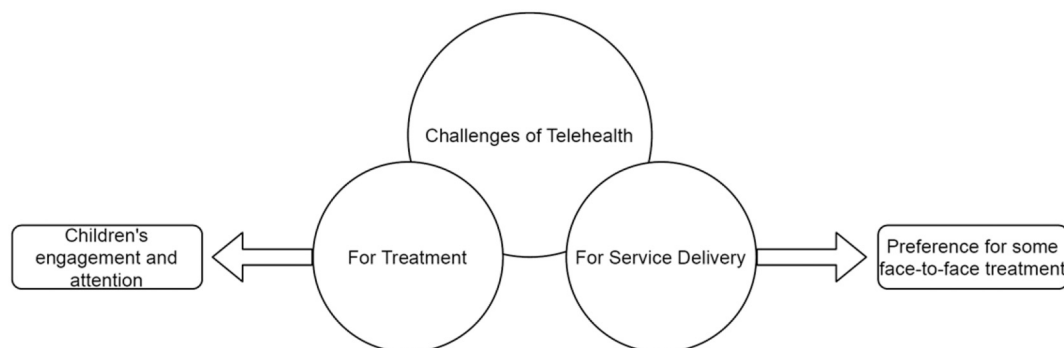 Challenges of Telehealth
Children's
engagement and
attention
For Treatment
For Service Delivery
Preference for some
face-to-face treatment